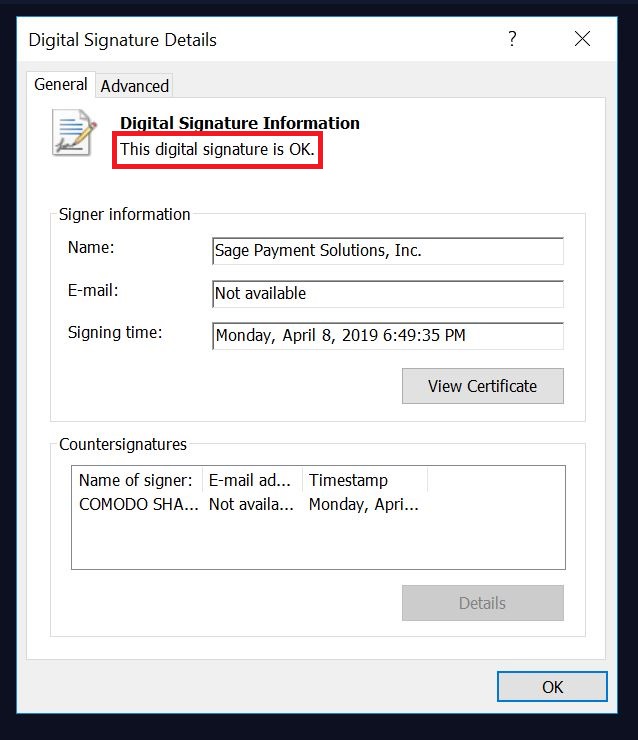 Digital Signature Details ?
General Advanced
Digital Signature Information
This digital signature is OK.
Signer information
Name: Sage Payment Solutions, Inc.
E-mail: Not available
Signing time: Monday, April 8, 2019 6:49:35 PM
View Certificate
Countersignatures
Name of signer: E-mail ad... Timestamp
COMODO SHA... Not availa... Monday, Apri...
Details
OK